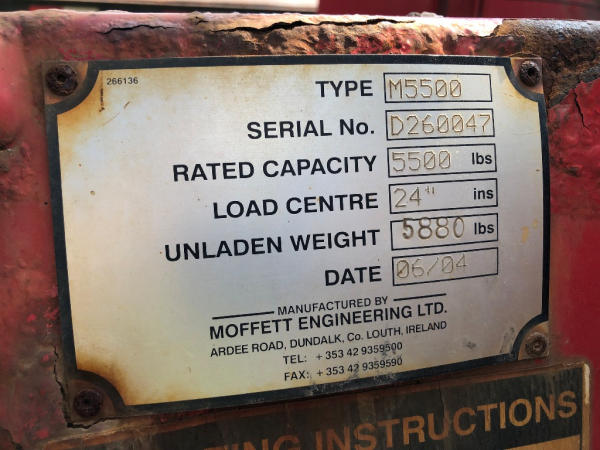 266136
TYPE M5500
SERIAL No. D260047
RATED CAPACITY 5500 lbs
LOAD CENTRE 24" ins
UNLADEN WEIGHT 5880 lbs
DATE 06/04
MANUFACTURED BY
MOFFETT ENGINEERING LTD.
ARDEE ROAD, DUNDALK, Co. LOUTH, IRELAND
TEL: +353 42 9359500
FAX: +353 42 9359590
INSTRUCTIONS